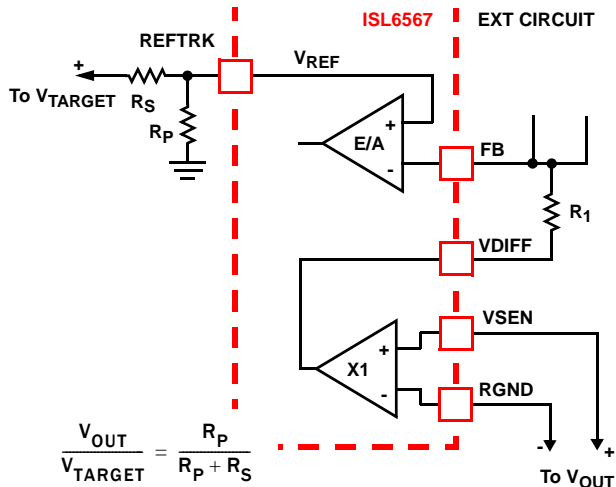 ISL6567 EXT CIRCUIT
REFTRK
VREF
+
To VTARGET
RS
RP
+
E/A
-
FB
R1
VDIFF
VSEN
+
X1
-
RGND
- +
To VOUT
VOUT / VTARGET = RP / RP + RS